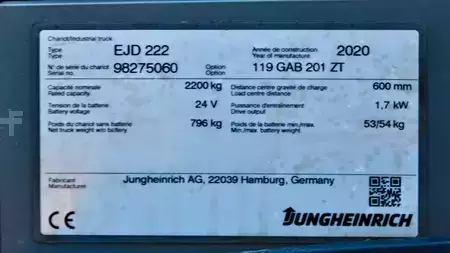 Chariot/Industrial truck
Type EJD 222 Année de construction 2020
Type Year of manufacture
N° de série du chariot 98275060 Option 119 GAB 201 ZT
Serial no. Option
Capacité nominale 2200 kg Distance centre gravité de charge 600 mm
Rated capacity Load centre distance
Tension de la batterie 24 V Puissance d'entraînement 1,7 kW
Battery voltage Drive output
Poids du chariot sans batterie 796 kg Poids de la batterie min./max. 53/54 kg
Net truck weight w/o battery Min./max. battery weight
Fabricant Jungheinrich AG, 22039 Hamburg, Germany
Manufacturer
CE JUNGHEINRICH